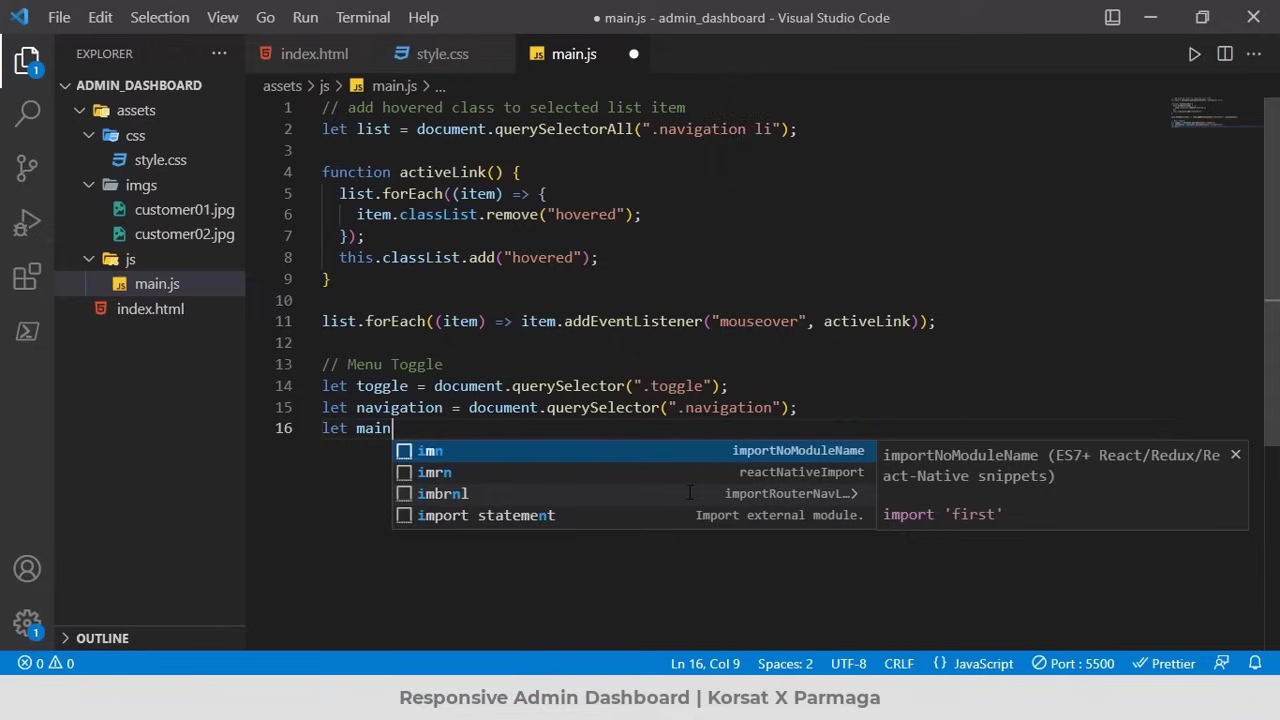 File Edit Selection View Go Run Terminal Help
● main.js - admin_dashboard - Visual Studio Code
EXPLORER ···
index.html
style.css
main.js
ADMIN_DASHBOARD
assets
css
style.css
imgs
customer01.jpg
customer02.jpg
js
main.js
index.html
OUTLINE
1
1
assets > js > main.js > ...
1 // add hovered class to selected list item
2 let list = document.querySelectorAll(".navigation li");
3
4 function activeLink() {
5 list.forEach((item) => {
6 item.classList.remove("hovered");
7 });
8 this.classList.add("hovered");
9 }
10
11 list.forEach((item) => item.addEventListener("mouseover", activeLink));
12
13 // Menu Toggle
14 let toggle = document.querySelector(".toggle");
15 let navigation = document.querySelector(".navigation");
16 let main
imn importNoModuleName
imrn reactNativeImport
imbrnl importRouterNavL…
import statement Import external module.
importNoModuleName (ES7+ React/Redux/Re
act-Native snippets)
import 'first'
0 0 Ln 16, Col 9 Spaces: 2 UTF-8 CRLF {} JavaScript Port : 5500 Prettier
Responsive Admin Dashboard | Korsat X Parmaga